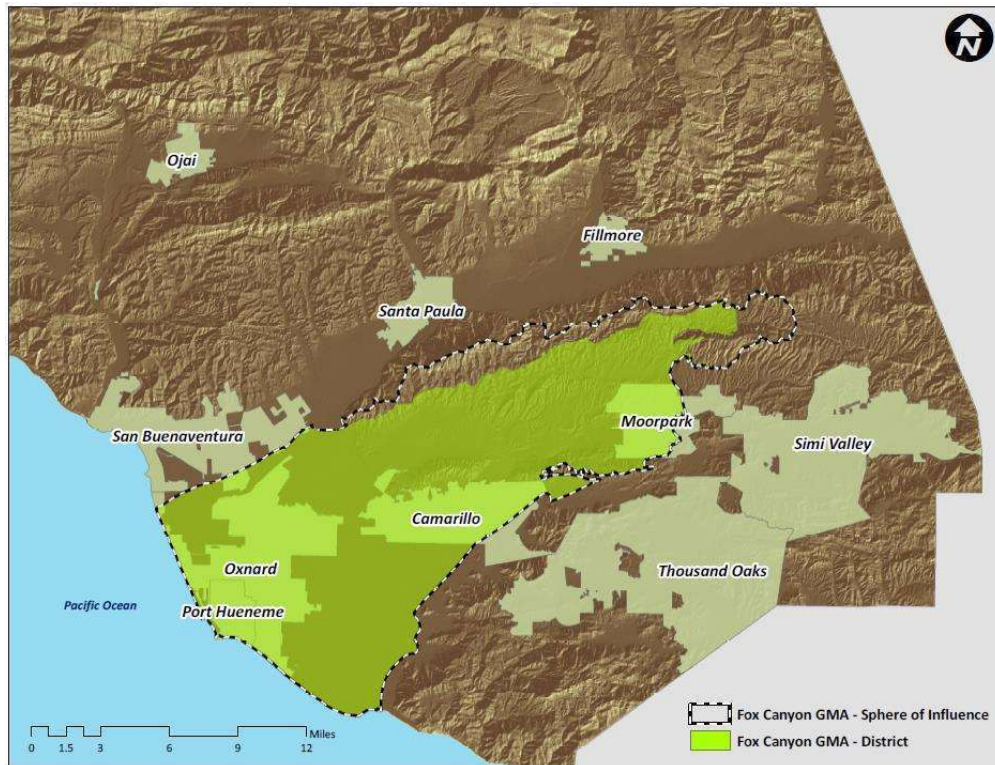 N
Ojai
Fillmore
Santa Paula
Moorpark
San Buenaventura
Simi Valley
Camarillo
Oxnard
Thousand Oaks
Port Hueneme
Pacific Ocean
Fox Canyon GMA - Sphere of Influence
Fox Canyon GMA - District
Miles
0 1.5 3 6 9 12